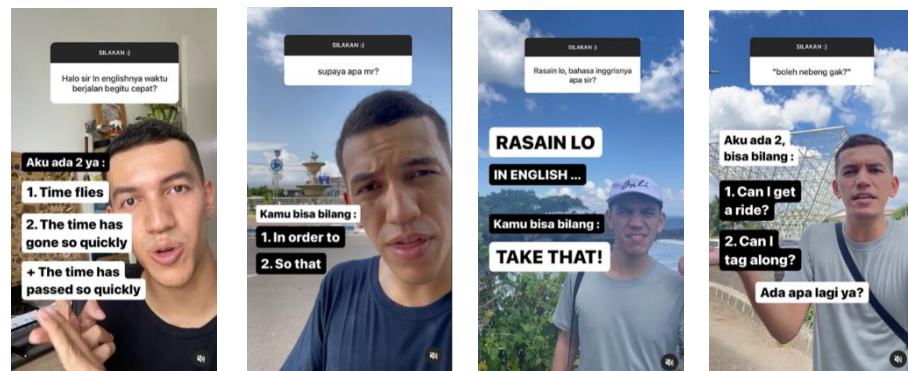 SILAKAN :)
Halo sir In englishnya waktu
berjalan begitu cepat?
Aku ada 2 ya :
1. Time flies
2. The time has
gone so quickly
+ The time has
passed so quickly
SILAKAN :)
supaya apa mr?
Kamu bisa bilang :
1. In order to
2. So that
SILAKAN :)
Rasain lo, bahasa inggrisnya
apa sir?
RASAIN LO
IN ENGLISH ...
Kamu bisa bilang :
TAKE THAT!
Bali
SILAKAN :)
"boleh nebeng gak?"
Aku ada 2,
bisa bilang :
1. Can I get
a ride?
2. Can I
tag along?
Ada apa lagi ya?